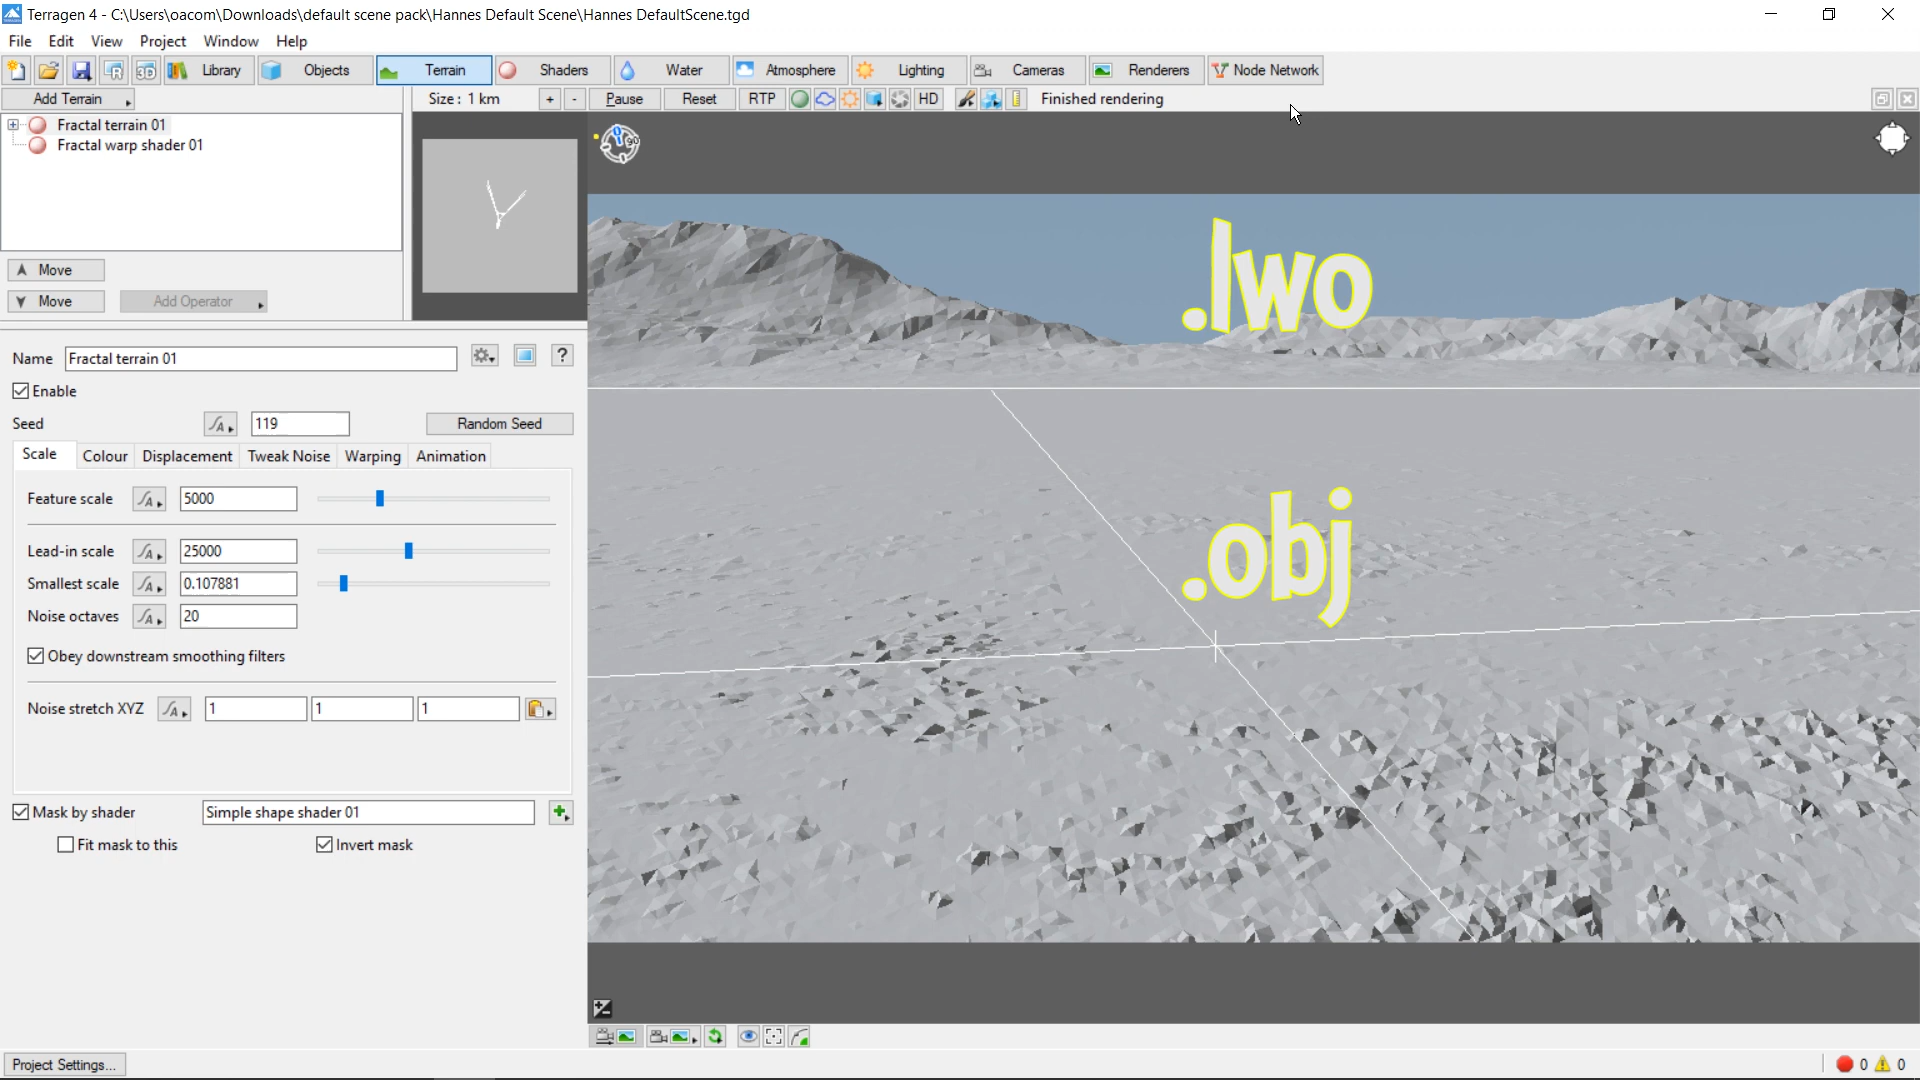 Terragen 4 - C:\Users\oacom\Downloads\default scene pack\Hannes Default Scene\Hannes DefaultScene.tgd
File Edit View Project Window Help
Library Objects Terrain Shaders Water Atmosphere Lighting Cameras Renderers Node Network
Add Terrain Size : 1 km + - Pause Reset RTP HD Finished rendering
Fractal terrain 01
Fractal warp shader 01
Move
Move Add Operator
Name Fractal terrain 01 ?
Enable
Seed 119 Random Seed
Scale Colour Displacement Tweak Noise Warping Animation
Feature scale 5000
Lead-in scale 25000
Smallest scale 0.107881
Noise octaves 20
Obey downstream smoothing filters
Noise stretch XYZ 1 1 1
Mask by shader Simple shape shader 01
Fit mask to this Invert mask
.lwo
.obj
Project Settings... 0 0